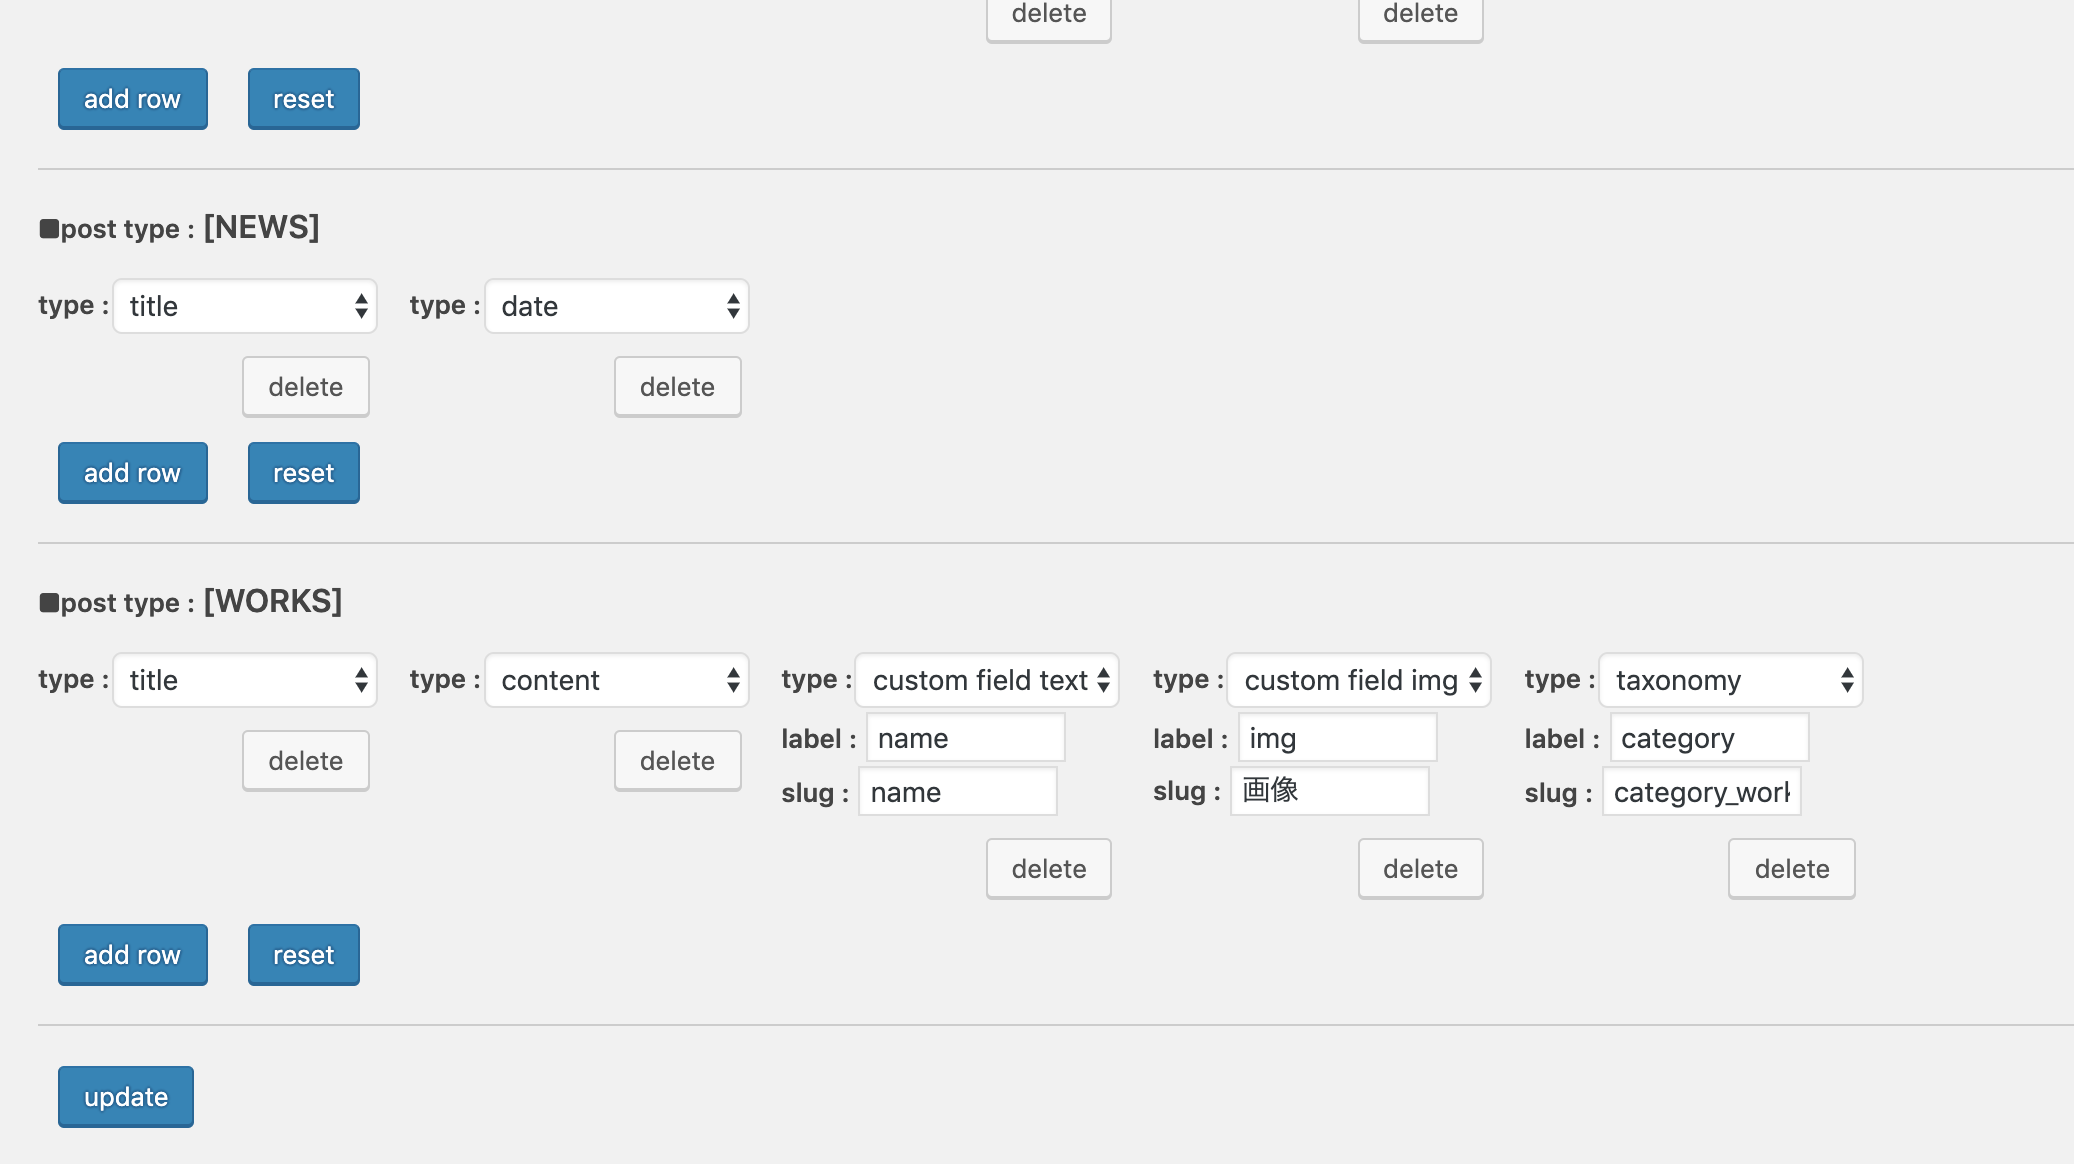 delete delete
add row reset
■post type : [NEWS]
type : title type : date
delete delete
add row reset
■post type : [WORKS]
type : title type : content type : custom field text type : custom field img type : taxonomy
label : name label : img label : category
slug : name slug : 画像 slug : category_work
delete delete
delete delete delete
add row reset
update